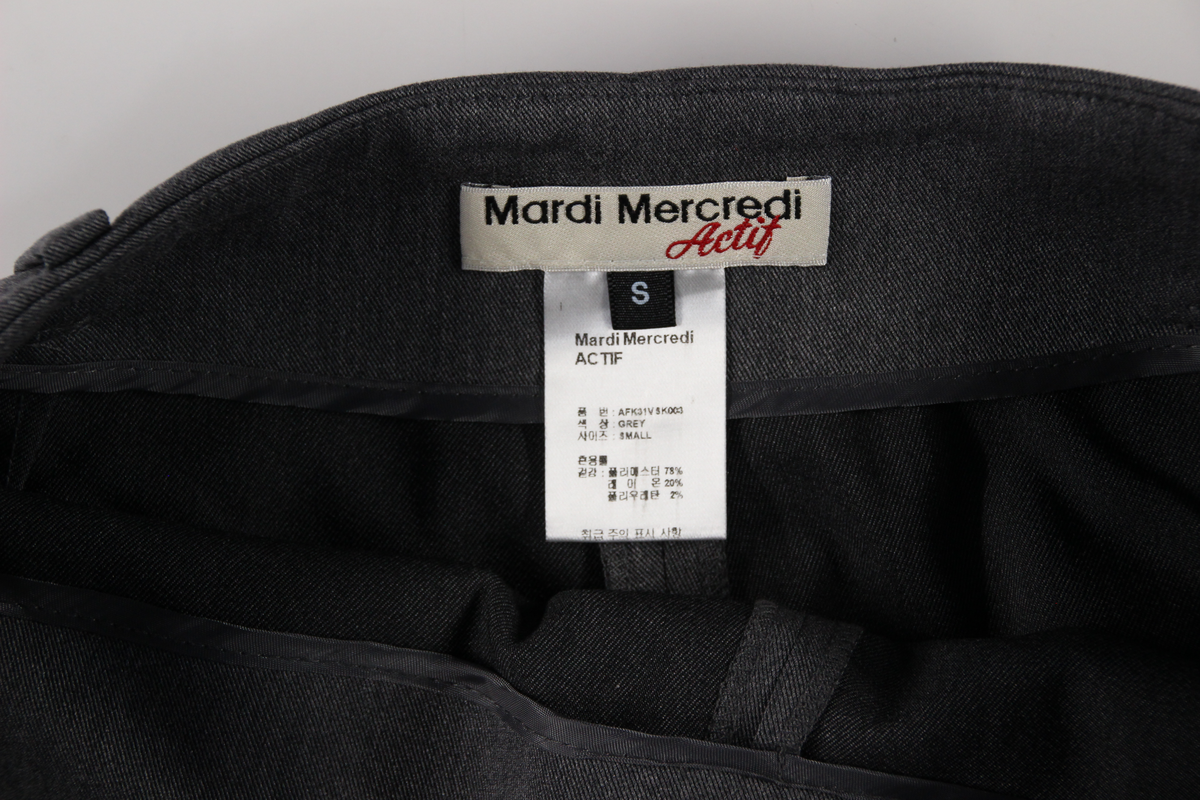 Mardi Mercredi
Actif
S
Mardi Mercredi
ACTIF
품 번 : AFK31VSK003
색 상 : GREY
사이즈 : SMALL
혼용률
겉감 : 폴리에스터 78%
레 이 온 20%
폴리우레탄 2%
취급 주의 표시 사항